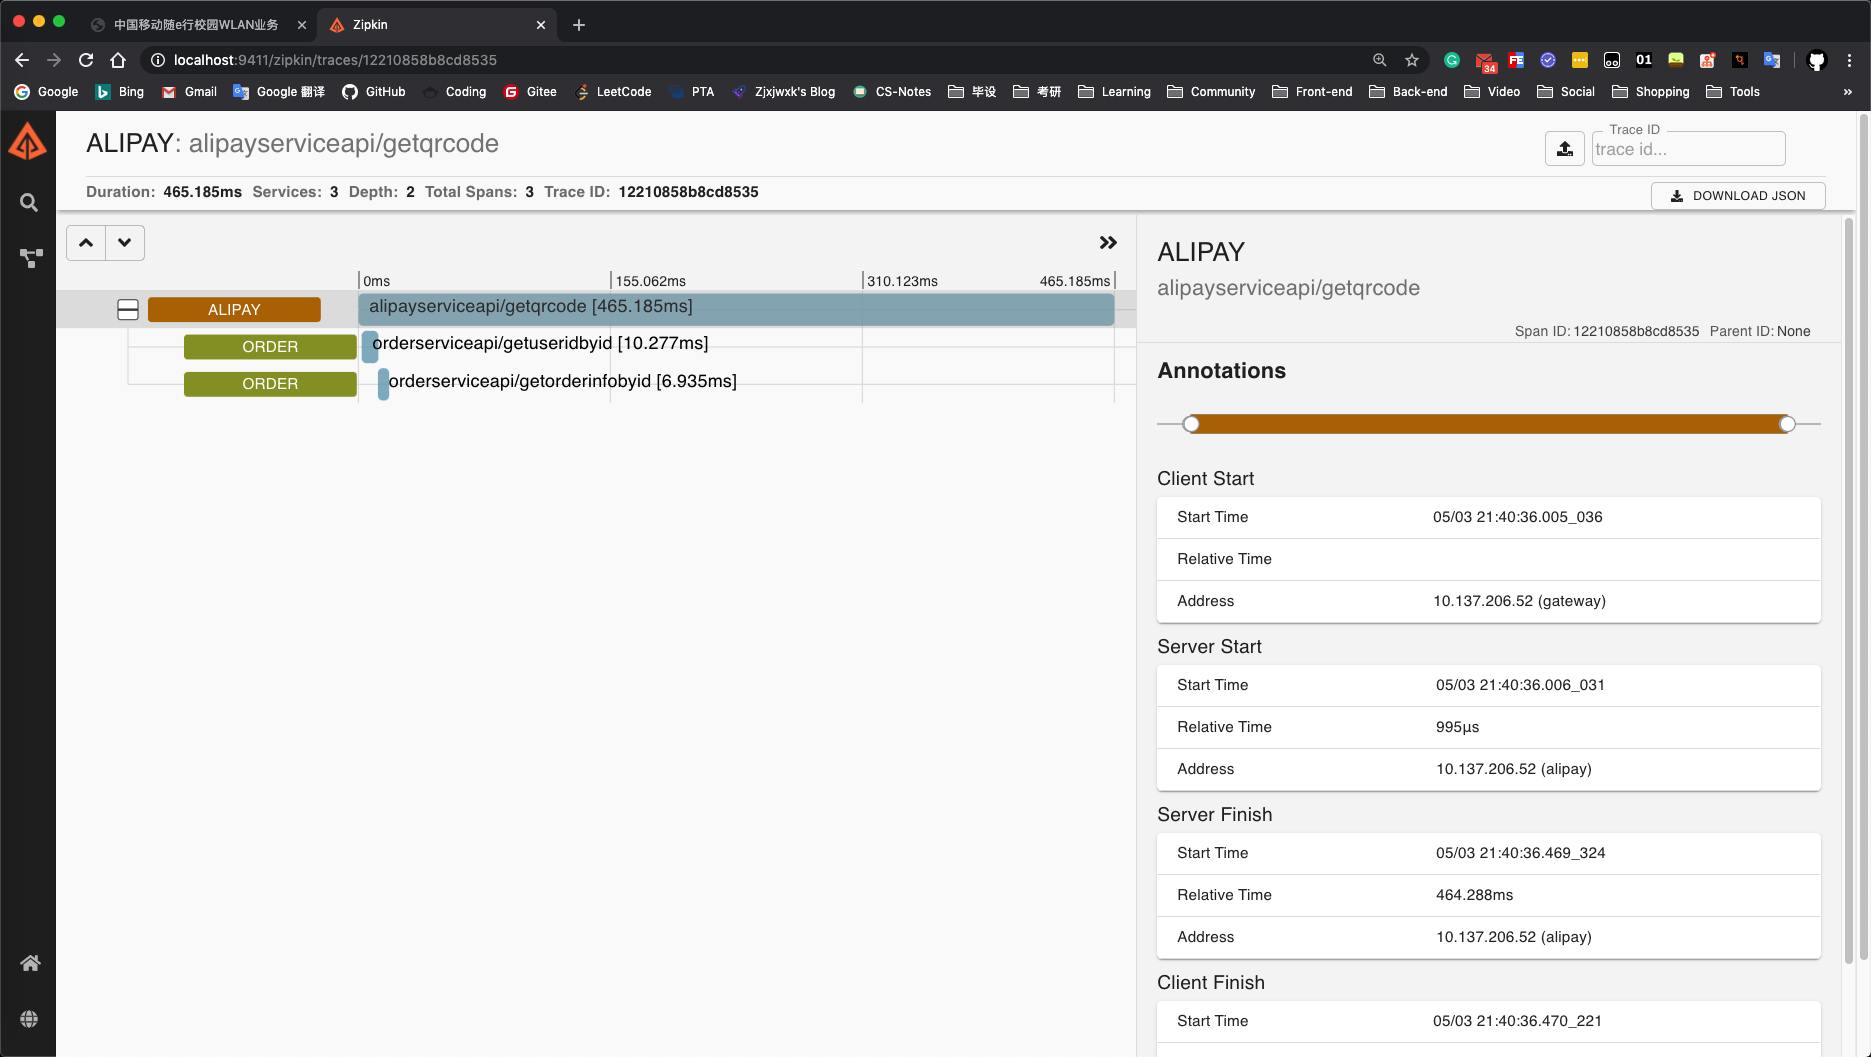 中国移动随e行校园WLAN业务
Zipkin
localhost:9411/zipkin/traces/12210858b8cd8535
34
FE
01
Google
Bing
Gmail
Google 翻译
GitHub
Coding
Gitee
LeetCode
PTA
Zjxjwxk's Blog
CS-Notes
毕设
考研
Learning
Community
Front-end
Back-end
Video
Social
Shopping
Tools
ALIPAY: alipayserviceapi/getqrcode
Trace ID
trace id...
Duration: 465.185ms Services: 3 Depth: 2 Total Spans: 3 Trace ID: 12210858b8cd8535
DOWNLOAD JSON
0ms
155.062ms
310.123ms
465.185ms
ALIPAY
alipayserviceapi/getqrcode [465.185ms]
ORDER
orderserviceapi/getuseridbyid [10.277ms]
ORDER
orderserviceapi/getorderinfobyid [6.935ms]
ALIPAY
alipayserviceapi/getqrcode
Span ID: 12210858b8cd8535 Parent ID: None
Annotations
Client Start
Start Time 05/03 21:40:36.005_036
Relative Time
Address 10.137.206.52 (gateway)
Server Start
Start Time 05/03 21:40:36.006_031
Relative Time 995μs
Address 10.137.206.52 (alipay)
Server Finish
Start Time 05/03 21:40:36.469_324
Relative Time 464.288ms
Address 10.137.206.52 (alipay)
Client Finish
Start Time 05/03 21:40:36.470_221